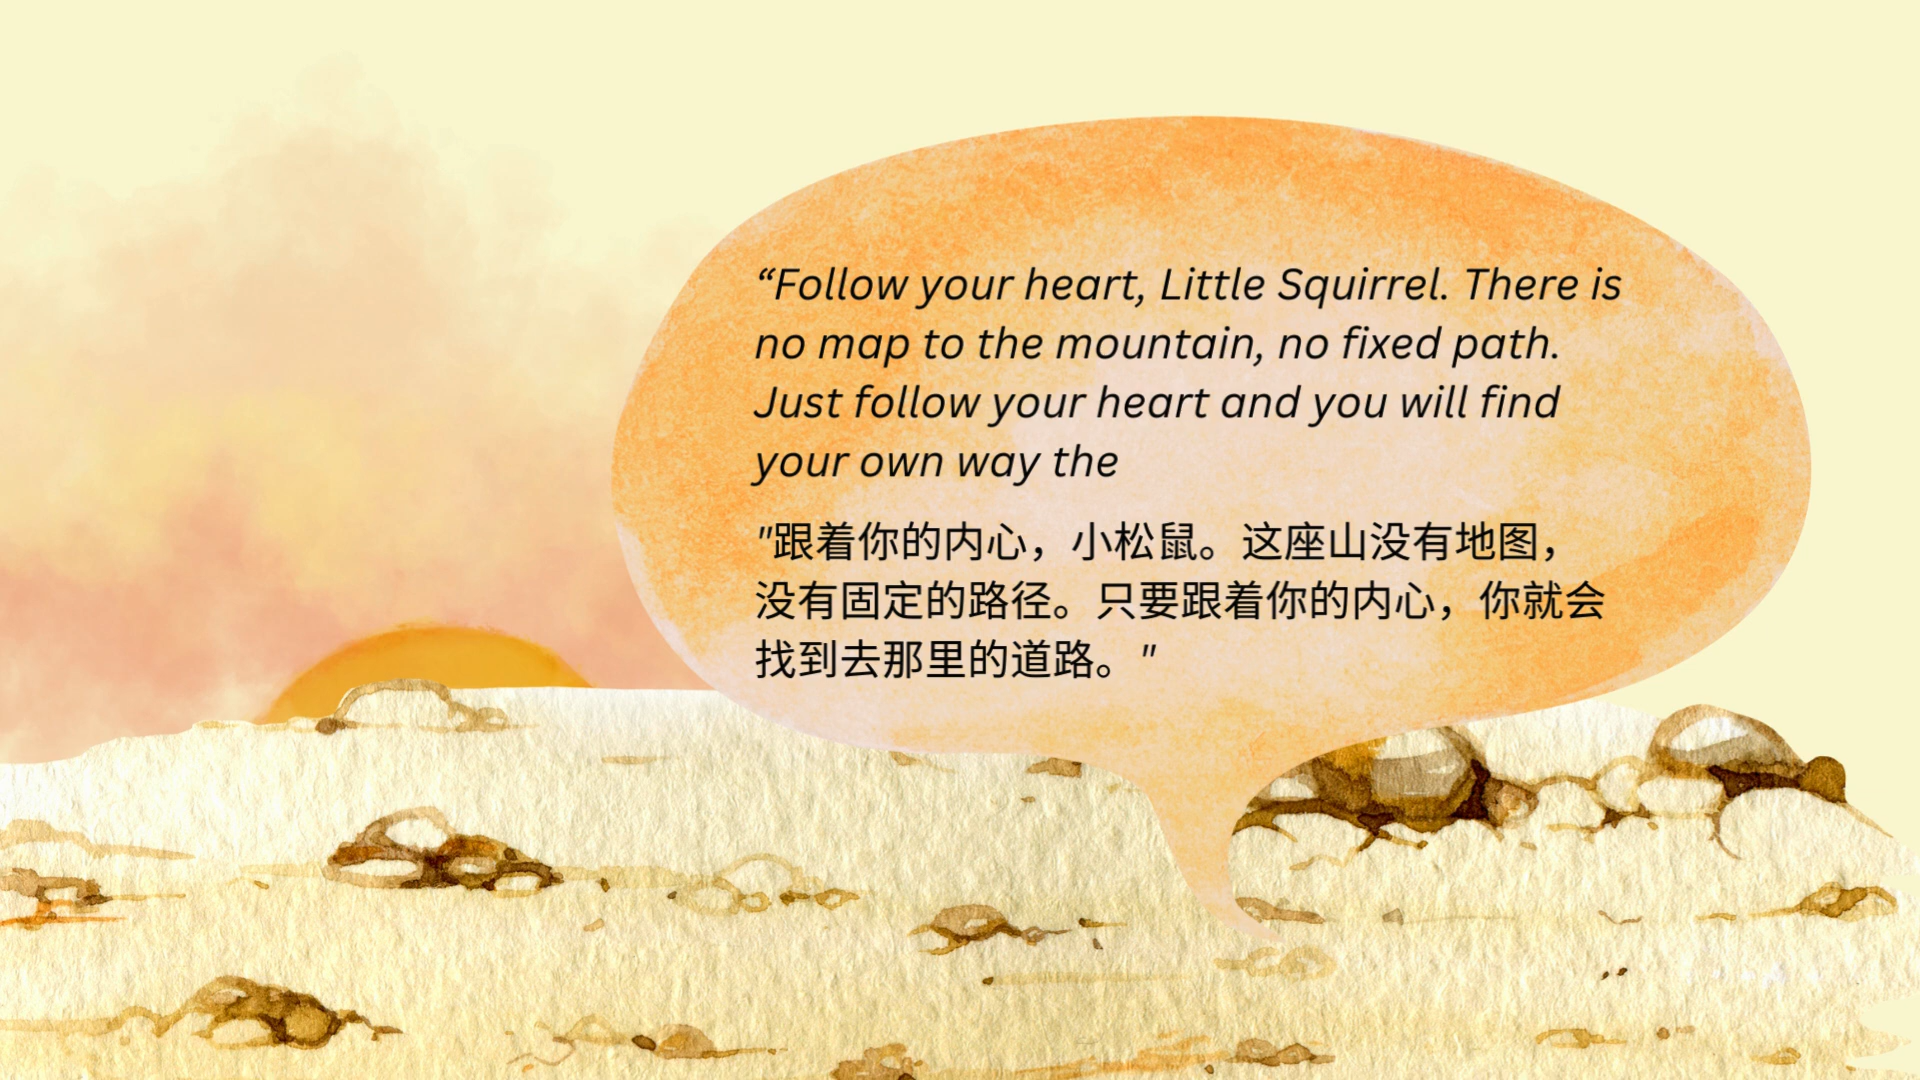 “Follow your heart, Little Squirrel. There is
no map to the mountain, no fixed path.
Just follow your heart and you will find
your own way the
"跟着你的内心，小松鼠。这座山没有地图，
没有固定的路径。只要跟着你的内心，你就会
找到去那里的道路。"